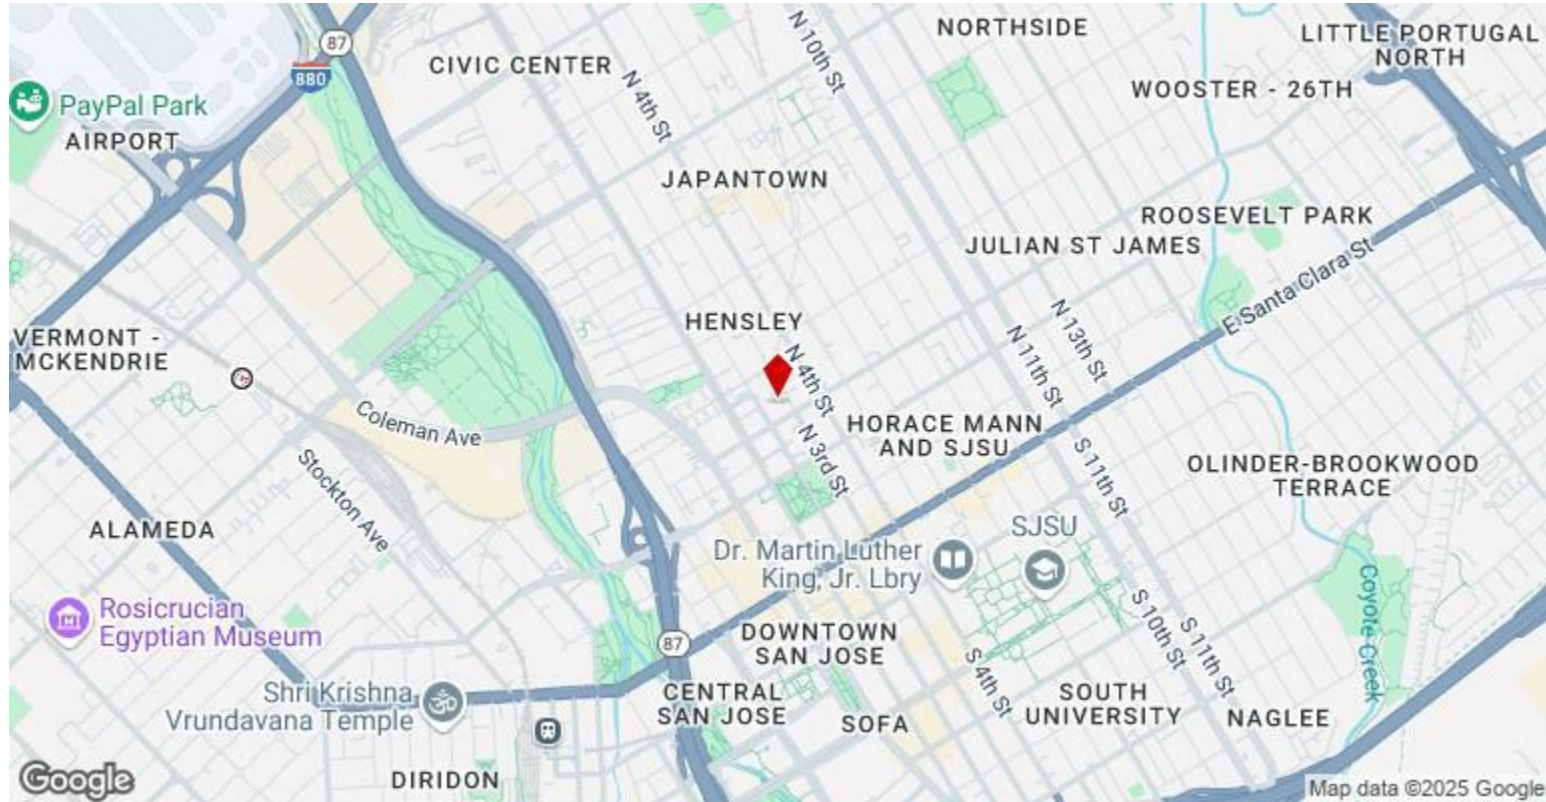 NORTHSIDE
LITTLE PORTUGAL
NORTH
87
CIVIC CENTER
N 10th St
880
N 4th St
WOOSTER - 26TH
PayPal Park
AIRPORT
JAPANTOWN
ROOSEVELT PARK
JULIAN ST JAMES
E Santa Clara St
HENSLEY
VERMONT -
MCKENDRIE
N 4th St
N 11th St
N 13th St
Coleman Ave
N 3rd St
HORACE MANN
AND SJSU
S 11th St
OLINDER-BROOKWOOD
TERRACE
Stockton Ave
ALAMEDA
SJSU
Dr. Martin Luther
King, Jr. Lbry
Coyote Creek
Rosicrucian
Egyptian Museum
87
DOWNTOWN
SAN JOSE
S 10th St
S 11th St
S 4th St
Shri Krishna
Vrundavana Temple
CENTRAL
SAN JOSE
SOFA
SOUTH
UNIVERSITY
NAGLEE
DIRIDON
Google
Map data ©2025 Google